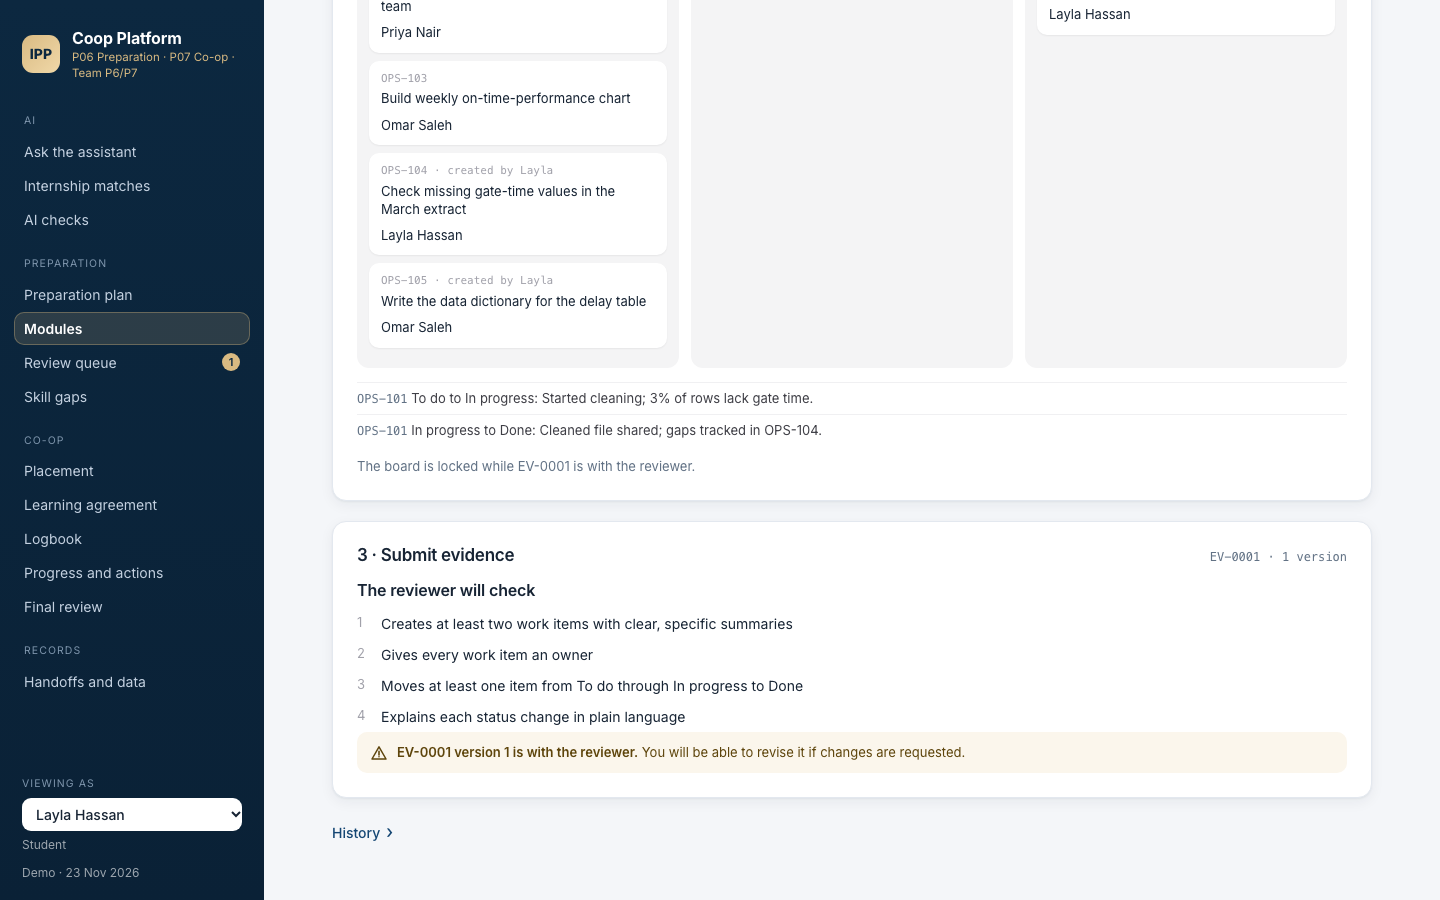 IPP
Coop Platform
P06 Preparation · P07 Co-op ·
Team P6/P7
AI
Ask the assistant
Internship matches
AI checks
PREPARATION
Preparation plan
Modules
Review queue
1
Skill gaps
CO-OP
Placement
Learning agreement
Logbook
Progress and actions
Final review
RECORDS
Handoffs and data
VIEWING AS
Layla Hassan
Student
Demo · 23 Nov 2026
team
Priya Nair
OPS-103
Build weekly on-time-performance chart
Omar Saleh
OPS-104 · created by Layla
Check missing gate-time values in the
March extract
Layla Hassan
OPS-105 · created by Layla
Write the data dictionary for the delay table
Omar Saleh
Layla Hassan
OPS-101 To do to In progress: Started cleaning; 3% of rows lack gate time.
OPS-101 In progress to Done: Cleaned file shared; gaps tracked in OPS-104.
The board is locked while EV-0001 is with the reviewer.
3 · Submit evidence
EV-0001 · 1 version
The reviewer will check
1 Creates at least two work items with clear, specific summaries
2 Gives every work item an owner
3 Moves at least one item from To do through In progress to Done
4 Explains each status change in plain language
EV-0001 version 1 is with the reviewer. You will be able to revise it if changes are requested.
History ›